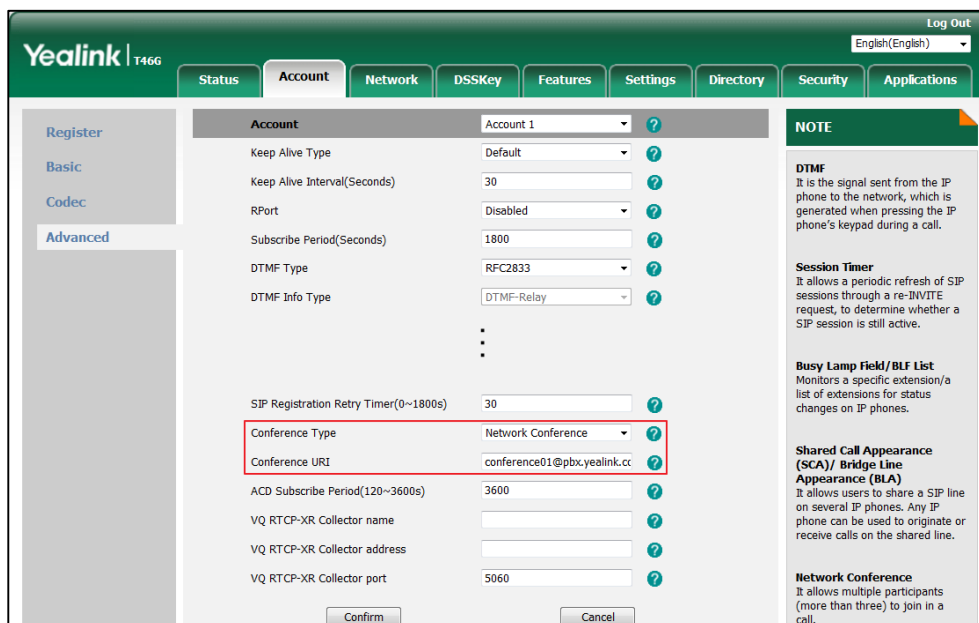 Log Out
English(English)
Yealink | T46G
Status Account Network DSSKey Features Settings Directory Security Applications
Register
Basic
Codec
Advanced
Account Account 1 ?
Keep Alive Type Default ?
Keep Alive Interval(Seconds) 30 ?
RPort Disabled ?
Subscribe Period(Seconds) 1800 ?
DTMF Type RFC2833 ?
DTMF Info Type DTMF-Relay ?
SIP Registration Retry Timer(0~1800s) 30 ?
Conference Type Network Conference ?
Conference URI conference01@pbx.yealink.cc ?
ACD Subscribe Period(120~3600s) 3600 ?
VQ RTCP-XR Collector name ?
VQ RTCP-XR Collector address ?
VQ RTCP-XR Collector port 5060 ?
Confirm Cancel
NOTE
DTMF
It is the signal sent from the IP
phone to the network, which is
generated when pressing the IP
phone's keypad during a call.
Session Timer
It allows a periodic refresh of SIP
sessions through a re-INVITE
request, to determine whether a
SIP session is still active.
Busy Lamp Field/BLF List
Monitors a specific extension/a
list of extensions for status
changes on IP phones.
Shared Call Appearance
(SCA)/ Bridge Line
Appearance (BLA)
It allows users to share a SIP line
on several IP phones. Any IP
phone can be used to originate or
receive calls on the shared line.
Network Conference
It allows multiple participants
(more than three) to join in a
call.